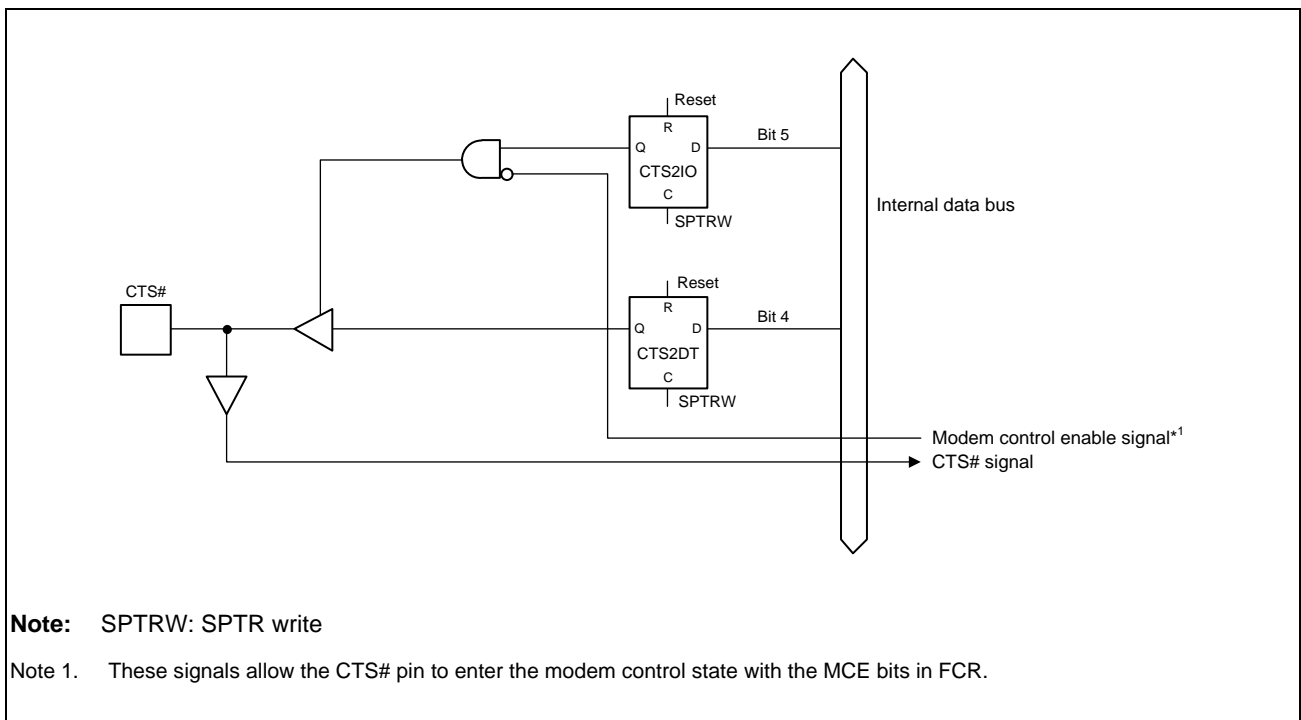 Reset
R
Q D
Bit 5
CTS2IO
C
SPTRW
Internal data bus
Reset
R
CTS#
Q D
Bit 4
CTS2DT
C
SPTRW
Modem control enable signal*1
CTS# signal
Note: SPTRW: SPTR write
Note 1. These signals allow the CTS# pin to enter the modem control state with the MCE bits in FCR.